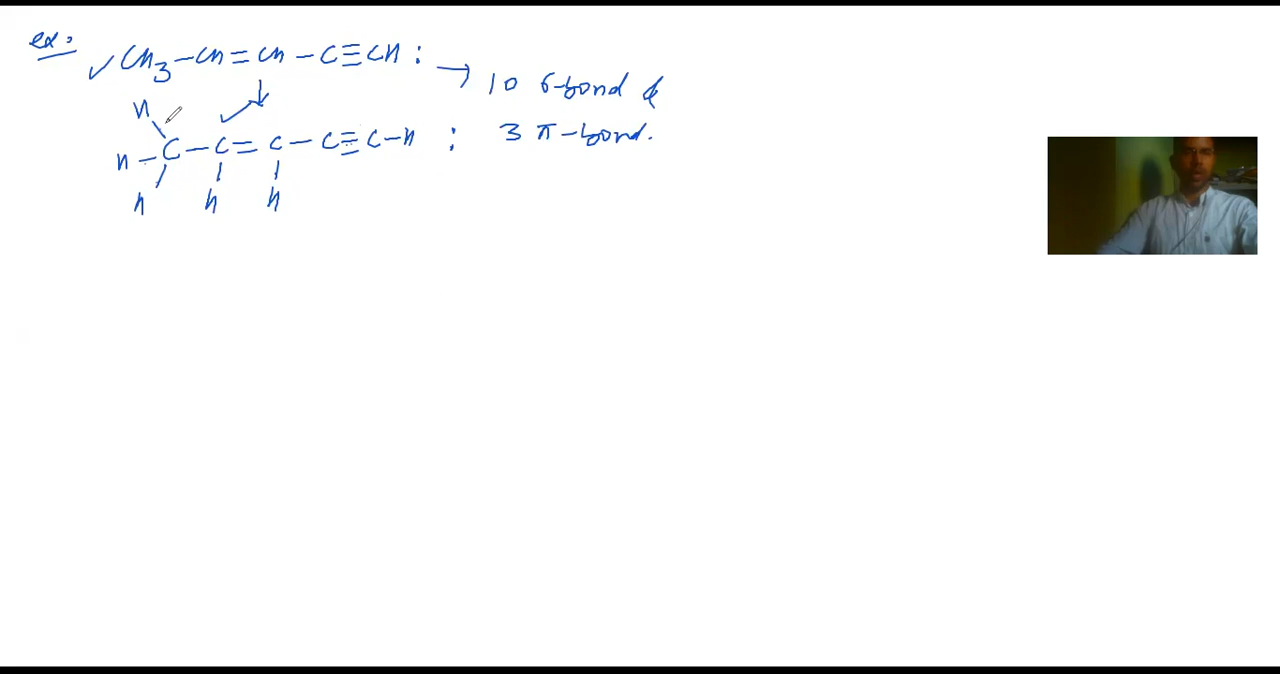 ex:
CH3-CH=CH-C≡CH: → 10 σ-bond &
3 π-bond.
H
H-C-C=C-C≡C-H :
H H H